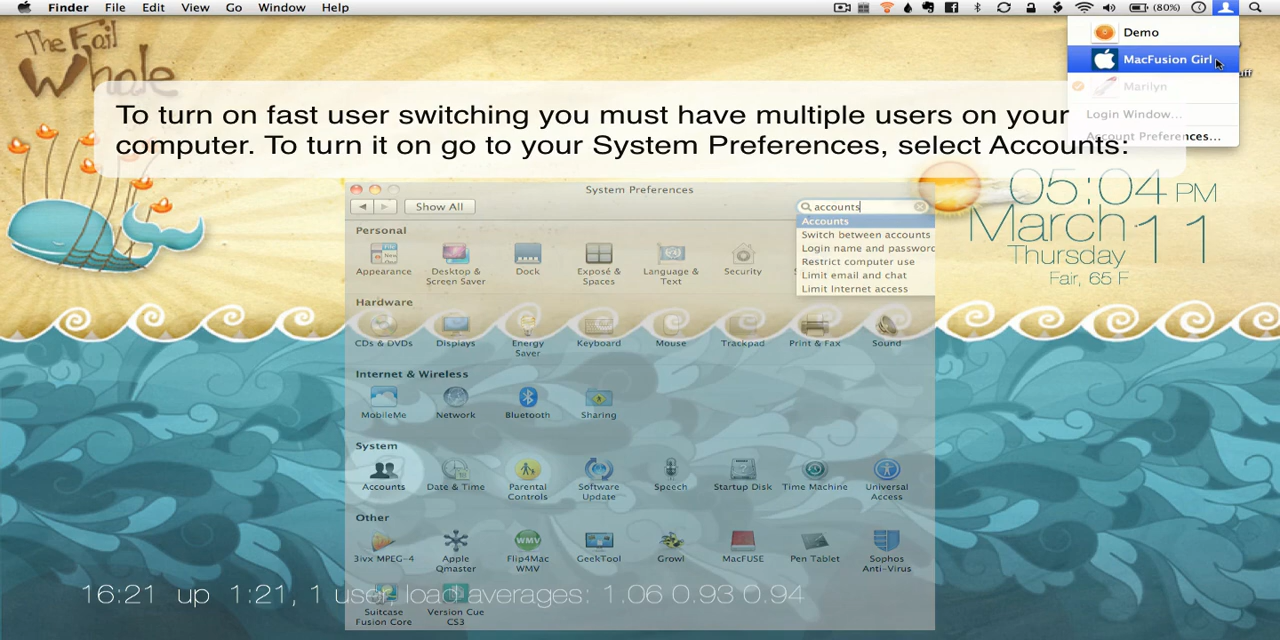 Finder File Edit View Go Window Help
(80%)
Demo
MacFusion Girl
Marilyn
Login Window...
Account Preferences...
The Fail
Whale
To turn on fast user switching you must have multiple users on your
computer. To turn it on go to your System Preferences, select Accounts:
05:04 PM
March 11
Thursday
Fair, 65 F
System Preferences
Show All
accounts
Accounts
Switch between accounts
Login name and password
Restrict computer use
Limit email and chat
Limit Internet access
Personal
Appearance
Desktop &
Screen Saver
Dock
Exposé &
Spaces
Language &
Text
Security
Hardware
CDs & DVDs
Displays
Energy
Saver
Keyboard
Mouse
Trackpad
Print & Fax
Sound
Internet & Wireless
MobileMe
Network
Bluetooth
Sharing
System
Accounts
Date & Time
Parental
Controls
Software
Update
Speech
Startup Disk
Time Machine
Universal
Access
Other
3ivx MPEG-4
Apple
Qmaster
Flip4Mac
WMV
GeekTool
Growl
MacFUSE
Pen Tablet
Sophos
Anti-Virus
Suitcase
Fusion Core
Version Cue
CS3
16:21 up 1:21, 1 user, load averages: 1.06 0.93 0.94